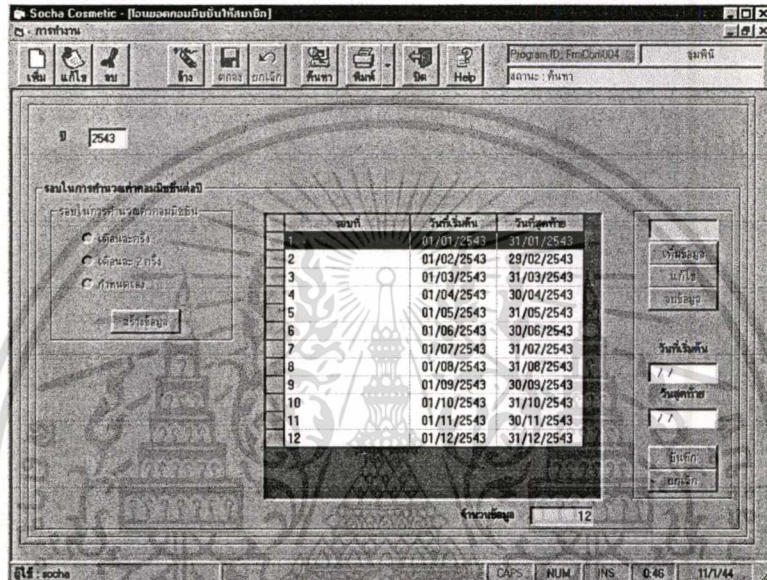 Socha Cosmetic - [โอนยอดคอมมิชชั่นให้สมาชิก]
การทำงาน
เพิ่ม แก้ไข ลบ ล้าง ตกลง ยกเลิก ค้นหา พิมพ์ ปิด Help
Program ID: FrmCom004 ชุมพินี
สถานะ : ค้นหา
ปี 2543
รอบในการคำนวณค่าคอมมิชชั่นต่อปี
รอบในการคำนวณค่าคอมมิชชั่น
เดือนละครั้ง
เดือนละ 2 ครั้ง
กำหนดเอง
สร้างข้อมูล
รอบที่ วันที่เริ่มต้น วันที่สุดท้าย
1 01/01/2543 31/01/2543
2 01/02/2543 29/02/2543
3 01/03/2543 31/03/2543
4 01/04/2543 30/04/2543
5 01/05/2543 31/05/2543
6 01/06/2543 30/06/2543
7 01/07/2543 31/07/2543
8 01/08/2543 31/08/2543
9 01/09/2543 30/09/2543
10 01/10/2543 31/10/2543
11 01/11/2543 30/11/2543
12 01/12/2543 31/12/2543
เพิ่มข้อมูล
แก้ไข
ลบข้อมูล
วันที่เริ่มต้น
/ /
วันสุดท้าย
/ /
บันทึก
ยกเลิก
จำนวนข้อมูล 12
ผู้ใช้ : socha CAPS NUM INS 0:46 11/1/44